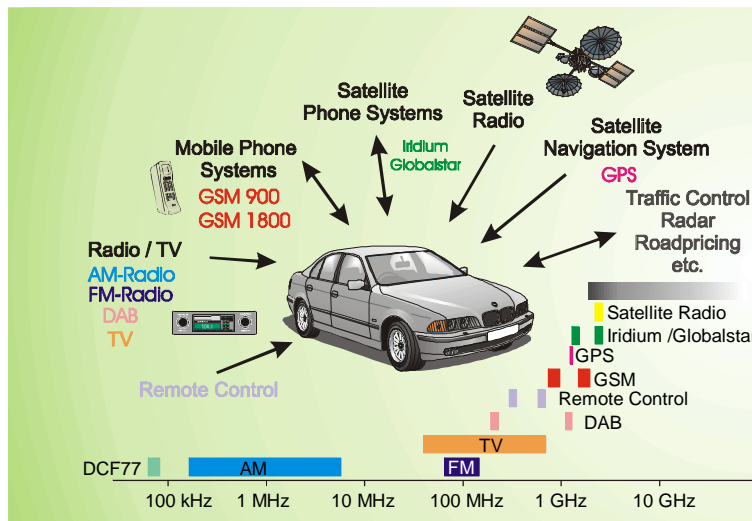 Satellite
Phone Systems
Iridium
Globalstar
Satellite
Radio
Satellite
Navigation System
GPS
Mobile Phone
Systems
GSM 900
GSM 1800
Traffic Control
Radar
Roadpricing
etc.
Radio / TV
AM-Radio
FM-Radio
DAB
TV
Remote Control
Satellite Radio
Iridium /Globalstar
GPS
GSM
Remote Control
DAB
TV
DCF77
AM
FM
100 kHz
1 MHz
10 MHz
100 MHz
1 GHz
10 GHz